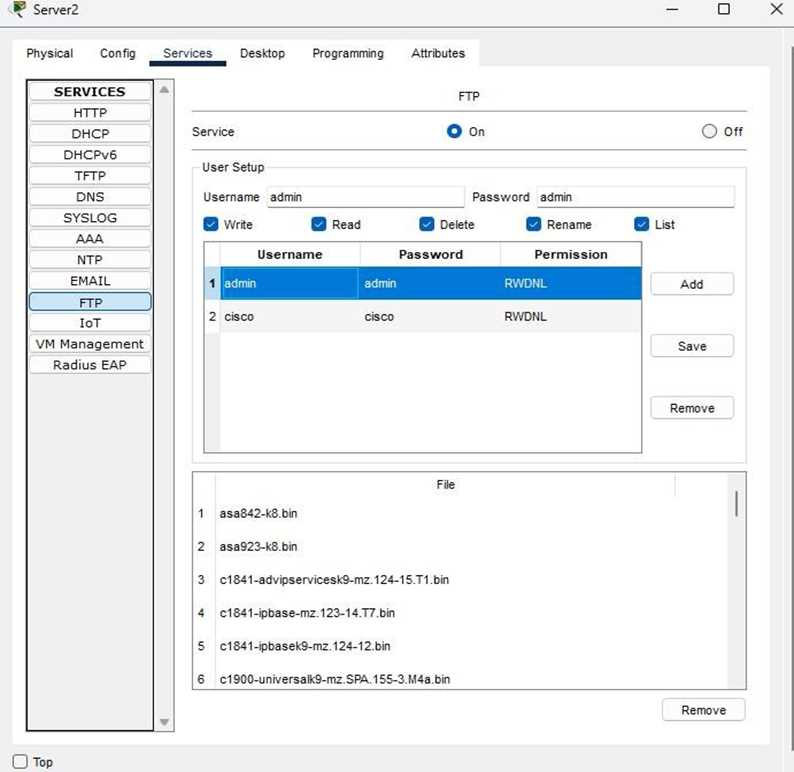 Server2
Physical Config Services Desktop Programming Attributes
SERVICES
HTTP
DHCP
DHCPv6
TFTP
DNS
SYSLOG
AAA
NTP
EMAIL
FTP
IoT
VM Management
Radius EAP
FTP
Service On Off
User Setup
Username admin Password admin
Write Read Delete Rename List
Username Password Permission
1 admin admin RWDNL
2 cisco cisco RWDNL
Add
Save
Remove
File
1 asa842-k8.bin
2 asa923-k8.bin
3 c1841-advipservicesk9-mz.124-15.T1.bin
4 c1841-ipbase-mz.123-14.T7.bin
5 c1841-ipbasek9-mz.124-12.bin
6 c1900-universalk9-mz.SPA.155-3.M4a.bin
Remove
Top